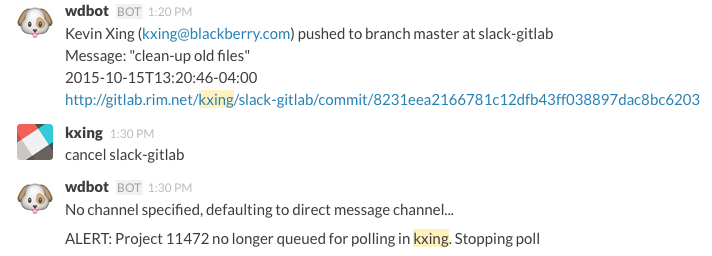 wdbot BOT 1:20 PM
Kevin Xing (kxing@blackberry.com) pushed to branch master at slack-gitlab
Message: "clean-up old files"
2015-10-15T13:20:46-04:00
http://gitlab.rim.net/kxing/slack-gitlab/commit/8231eea2166781c12dfb43ff038897dac8bc6203
kxing 1:30 PM
cancel slack-gitlab
wdbot BOT 1:30 PM
No channel specified, defaulting to direct message channel...
ALERT: Project 11472 no longer queued for polling in kxing. Stopping poll